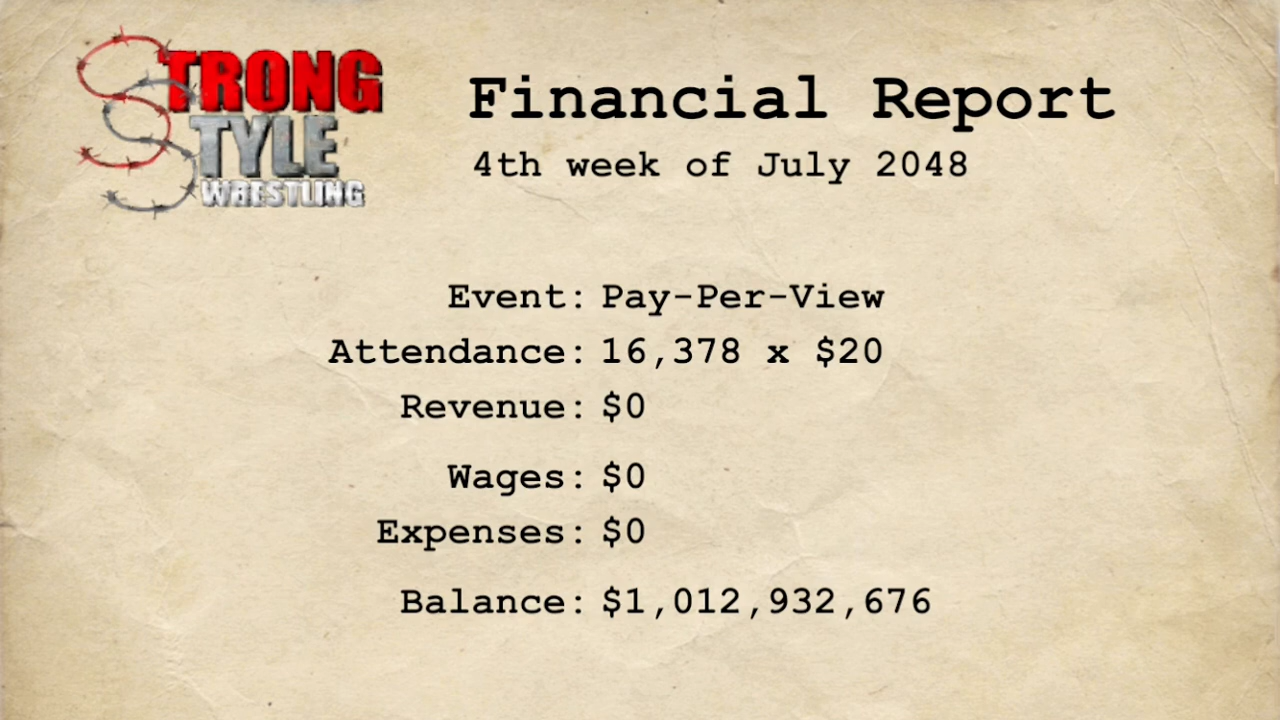 STRONG
STYLE
WRESTLING
Financial Report
4th week of July 2048
Event: Pay-Per-View
Attendance: 16,378 x $20
Revenue: $0
Wages: $0
Expenses: $0
Balance: $1,012,932,676